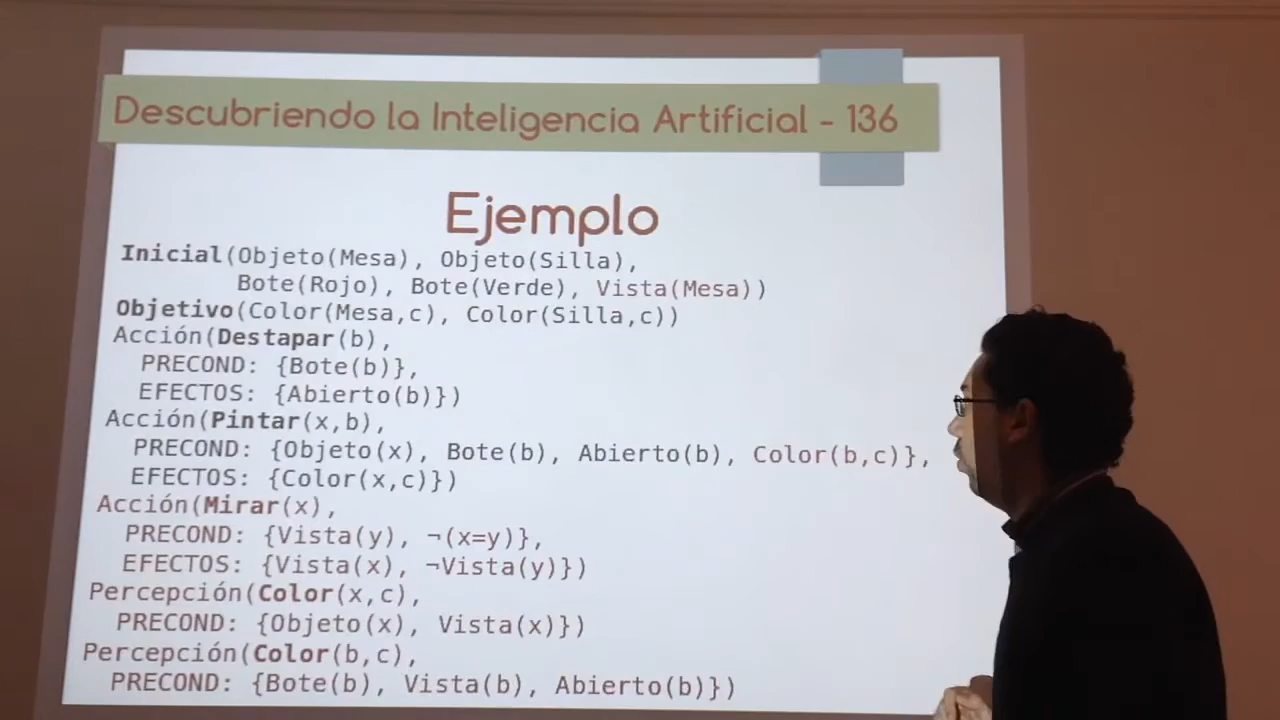 Descubriendo la Inteligencia Artificial - 136
Ejemplo
Inicial(Objeto(Mesa), Objeto(Silla),
Bote(Rojo), Bote(Verde), Vista(Mesa))
Objetivo(Color(Mesa,c), Color(Silla,c))
Acción(Destapar(b),
PRECOND: {Bote(b)},
EFECTOS: {Abierto(b)})
Acción(Pintar(x,b),
PRECOND: {Objeto(x), Bote(b), Abierto(b), Color(b,c)},
EFECTOS: {Color(x,c)})
Acción(Mirar(x),
PRECOND: {Vista(y), ¬(x=y)},
EFECTOS: {Vista(x), ¬Vista(y)})
Percepción(Color(x,c),
PRECOND: {Objeto(x), Vista(x)})
Percepción(Color(b,c),
PRECOND: {Bote(b), Vista(b), Abierto(b)})